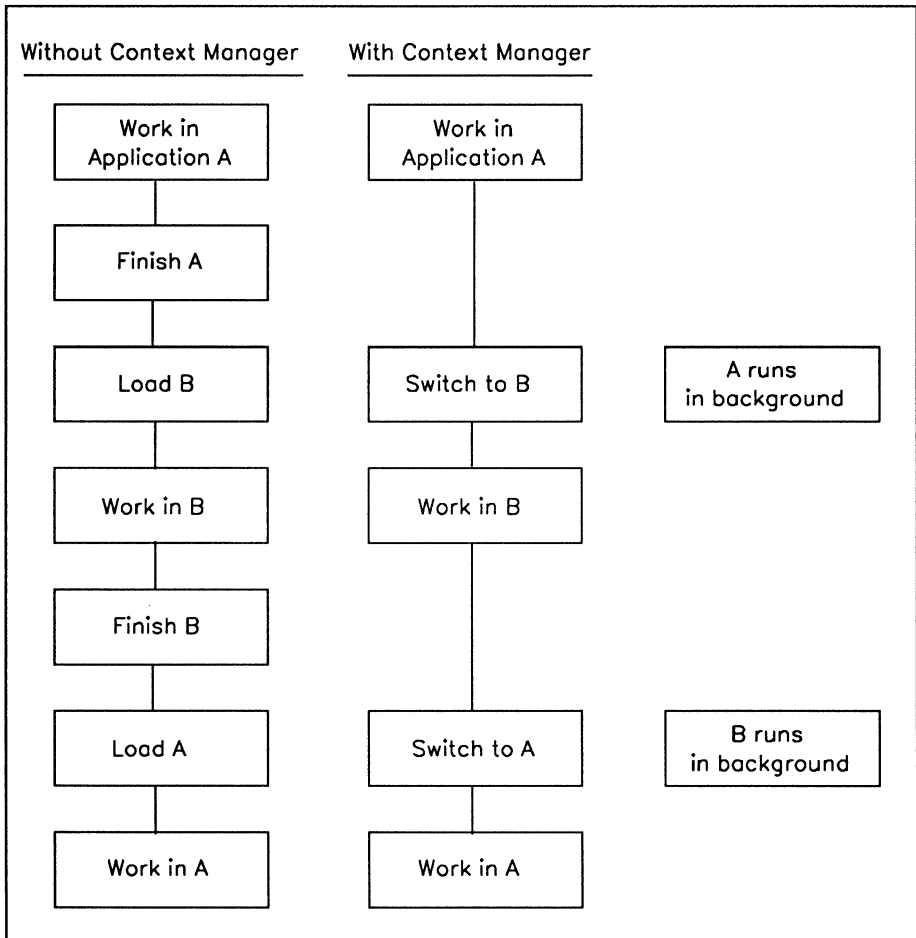 Without Context Manager
With Context Manager
Work in
Application A
Work in
Application A
Finish A
Load B
Switch to B
A runs
in background
Work in B
Work in B
Finish B
Load A
Switch to A
B runs
in background
Work in A
Work in A